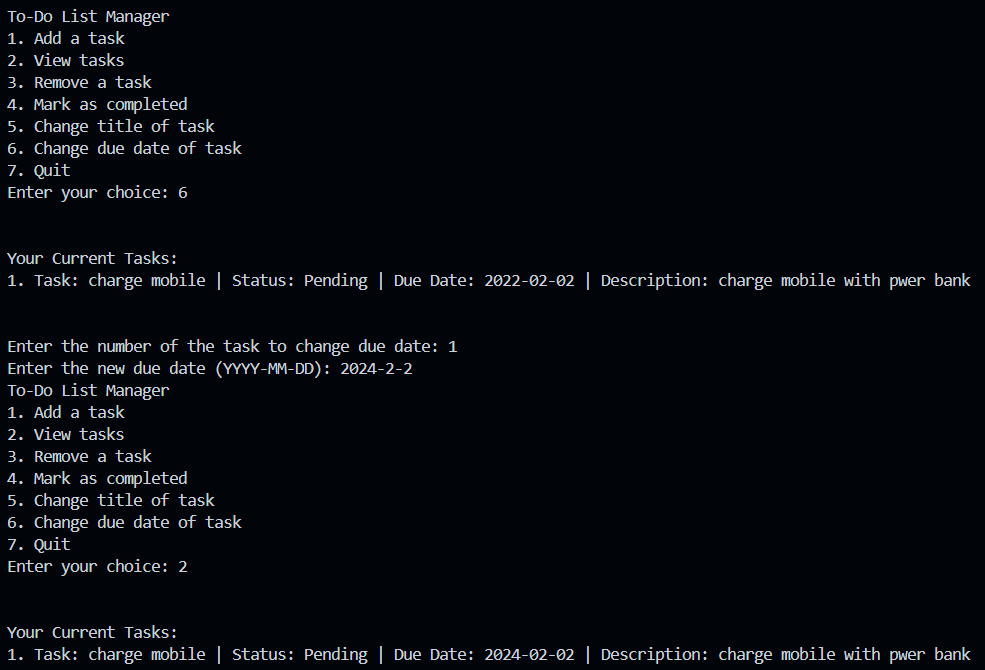 To-Do List Manager
1. Add a task
2. View tasks
3. Remove a task
4. Mark as completed
5. Change title of task
6. Change due date of task
7. Quit
Enter your choice: 6
Your Current Tasks:
1. Task: charge mobile | Status: Pending | Due Date: 2022-02-02 | Description: charge mobile with pwer bank
Enter the number of the task to change due date: 1
Enter the new due date (YYYY-MM-DD): 2024-2-2
To-Do List Manager
1. Add a task
2. View tasks
3. Remove a task
4. Mark as completed
5. Change title of task
6. Change due date of task
7. Quit
Enter your choice: 2
Your Current Tasks:
1. Task: charge mobile | Status: Pending | Due Date: 2024-02-02 | Description: charge mobile with pwer bank